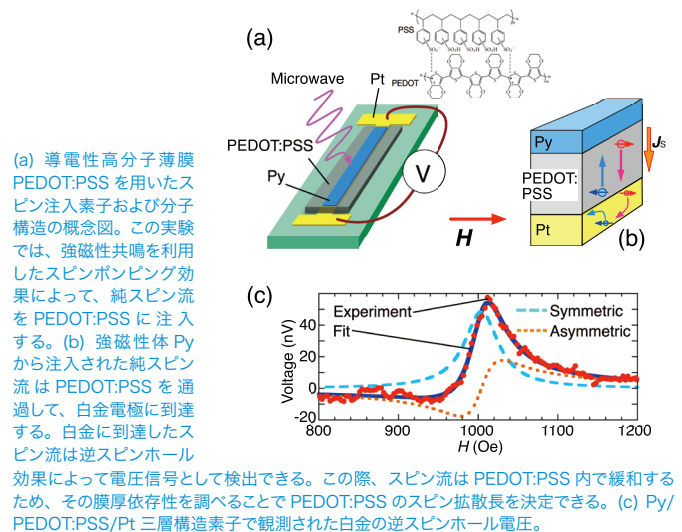 (a)
PSS
SO₃⁻ SO₃H SO₃H SO₃H SO₃⁻
PEDOT
Microwave
Pt
PEDOT:PSS
Py
V
H
Py
PEDOT:
PSS
Pt
Js
(b)
(a) 導電性高分子薄膜
PEDOT:PSS を用いたス
ピン注入素子および分子
構造の概念図。この実験
では、強磁性共鳴を利用
したスピンポンピング効
果によって、純スピン流
を PEDOT:PSS に 注 入
する。(b) 強磁性体 Py
から注入された純スピン
流 は PEDOT:PSS を 通
過して、白金電極に到達
する。白金に到達したス
ピン流は逆スピンホール
効果によって電圧信号として検出できる。この際、スピン流は PEDOT:PSS 内で緩和する
ため、その膜厚依存性を調べることで PEDOT:PSS のスピン拡散長を決定できる。(c) Py/
PEDOT:PSS/Pt 三層構造素子で観測された白金の逆スピンホール電圧。
(c)
Experiment
Fit
Symmetric
Asymmetric
Voltage (nV)
40
20
0
-20
800 900 1000 1100 1200
H (Oe)